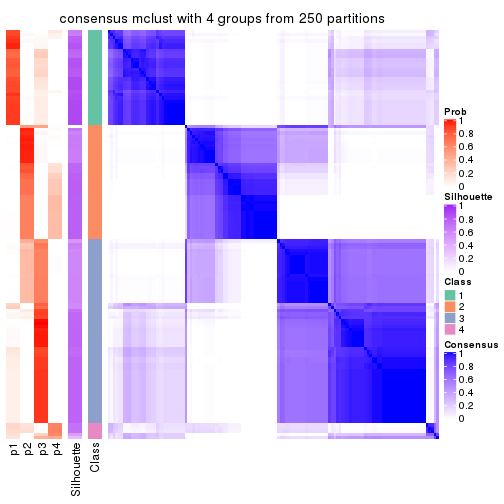 consensus mclust with 4 groups from 250 partitions
Prob
1
0.8
0.6
0.4
0.2
0
Silhouette
1
0.8
0.6
0.4
0.2
0
Class
1
2
3
4
Consensus
1
0.8
0.6
0.4
0.2
0
p1
p2
p3
p4
Silhouette
Class